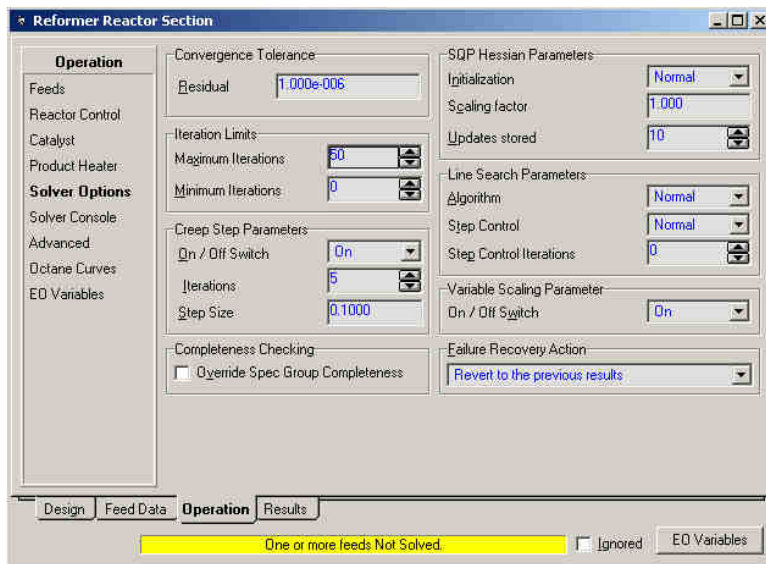 Reformer Reactor Section
Operation
Feeds
Reactor Control
Catalyst
Product Heater
Solver Options
Solver Console
Advanced
Octane Curves
EO Variables
Convergence Tolerance
Residual 1.000e-006
Iteration Limits
Maximum Iterations 50
Minimum Iterations 0
Creep Step Parameters
On / Off Switch On
Iterations 5
Step Size 0.1000
Completeness Checking
Override Spec Group Completeness
SQP Hessian Parameters
Initialization Normal
Scaling factor 1.000
Updates stored 10
Line Search Parameters
Algorithm Normal
Step Control Normal
Step Control Iterations 0
Variable Scaling Parameter
On / Off Switch On
Failure Recovery Action
Revert to the previous results
Design Feed Data Operation Results
One or more feeds Not Solved. Ignored EO Variables